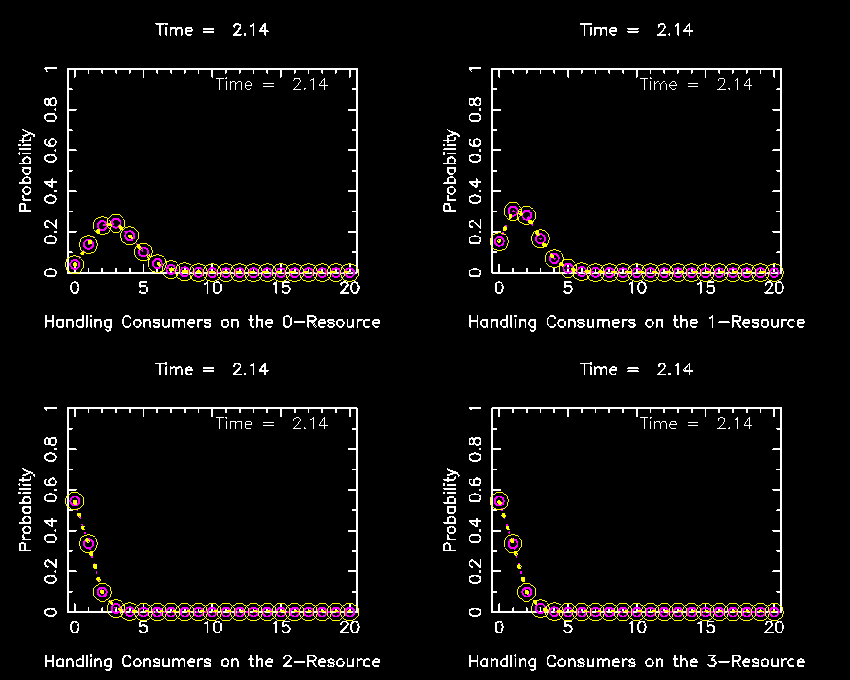 Time = 2.14
Time = 2.14
Probability
0 0.2 0.4 0.6 0.8 1
0 5 10 15 20
Handling Consumers on the 0-Resource
Time = 2.14
Time = 2.14
Probability
0 0.2 0.4 0.6 0.8 1
0 5 10 15 20
Handling Consumers on the 1-Resource
Time = 2.14
Time = 2.14
Probability
0 0.2 0.4 0.6 0.8 1
0 5 10 15 20
Handling Consumers on the 2-Resource
Time = 2.14
Time = 2.14
Probability
0 0.2 0.4 0.6 0.8 1
0 5 10 15 20
Handling Consumers on the 3-Resource